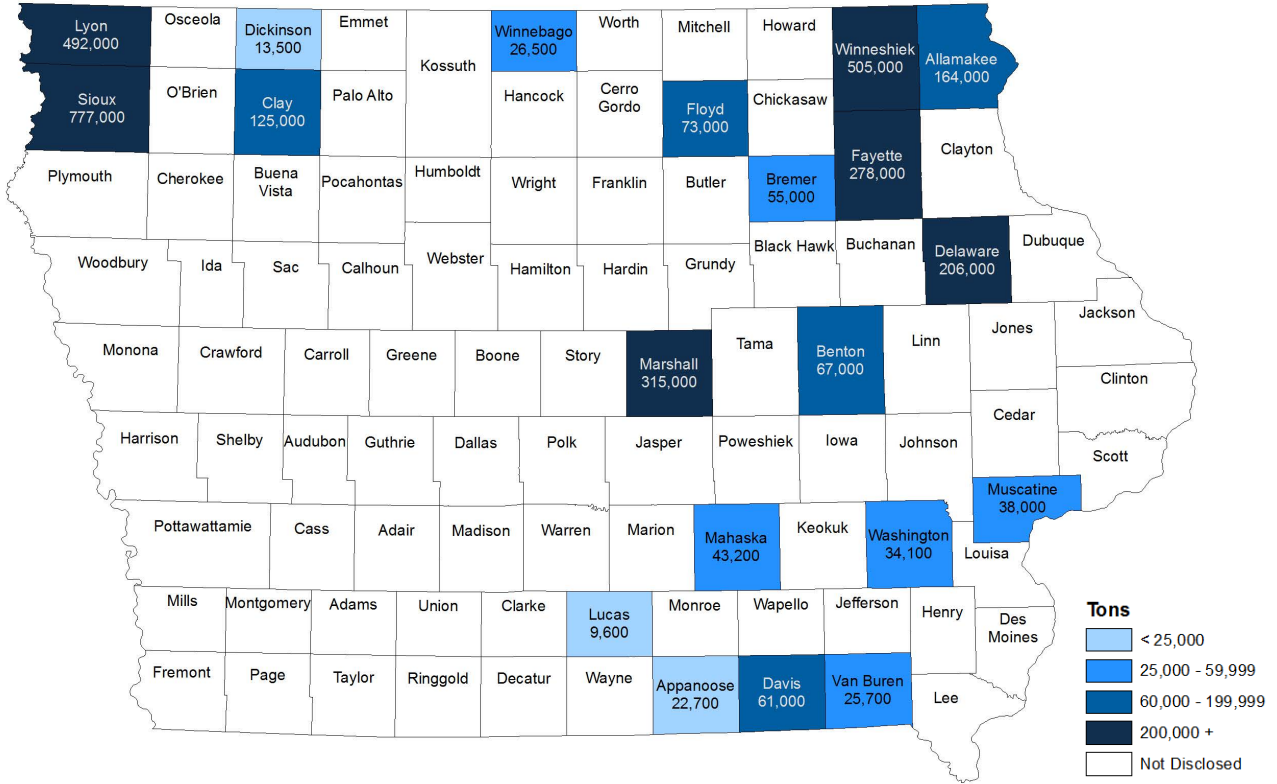 Lyon
492,000
Osceola
Dickinson
13,500
Emmet
Kossuth
Winnebago
26,500
Worth
Mitchell
Howard
Winneshiek
505,000
Allamakee
164,000
Sioux
777,000
O'Brien
Clay
125,000
Palo Alto
Hancock
Cerro
Gordo
Floyd
73,000
Chickasaw
Fayette
278,000
Clayton
Plymouth
Cherokee
Buena
Vista
Pocahontas
Humboldt
Wright
Franklin
Butler
Bremer
55,000
Woodbury
Ida
Sac
Calhoun
Webster
Hamilton
Hardin
Grundy
Black Hawk
Buchanan
Delaware
206,000
Dubuque
Monona
Crawford
Carroll
Greene
Boone
Story
Marshall
315,000
Tama
Benton
67,000
Linn
Jones
Jackson
Clinton
Harrison
Shelby
Audubon
Guthrie
Dallas
Polk
Jasper
Poweshiek
Iowa
Johnson
Cedar
Scott
Muscatine
38,000
Pottawattamie
Cass
Adair
Madison
Warren
Marion
Mahaska
43,200
Keokuk
Washington
34,100
Louisa
Mills
Montgomery
Adams
Union
Clarke
Lucas
9,600
Monroe
Wapello
Jefferson
Henry
Des
Moines
Fremont
Page
Taylor
Ringgold
Decatur
Wayne
Appanoose
22,700
Davis
61,000
Van Buren
25,700
Lee
Tons
< 25,000
25,000 - 59,999
60,000 - 199,999
200,000 +
Not Disclosed